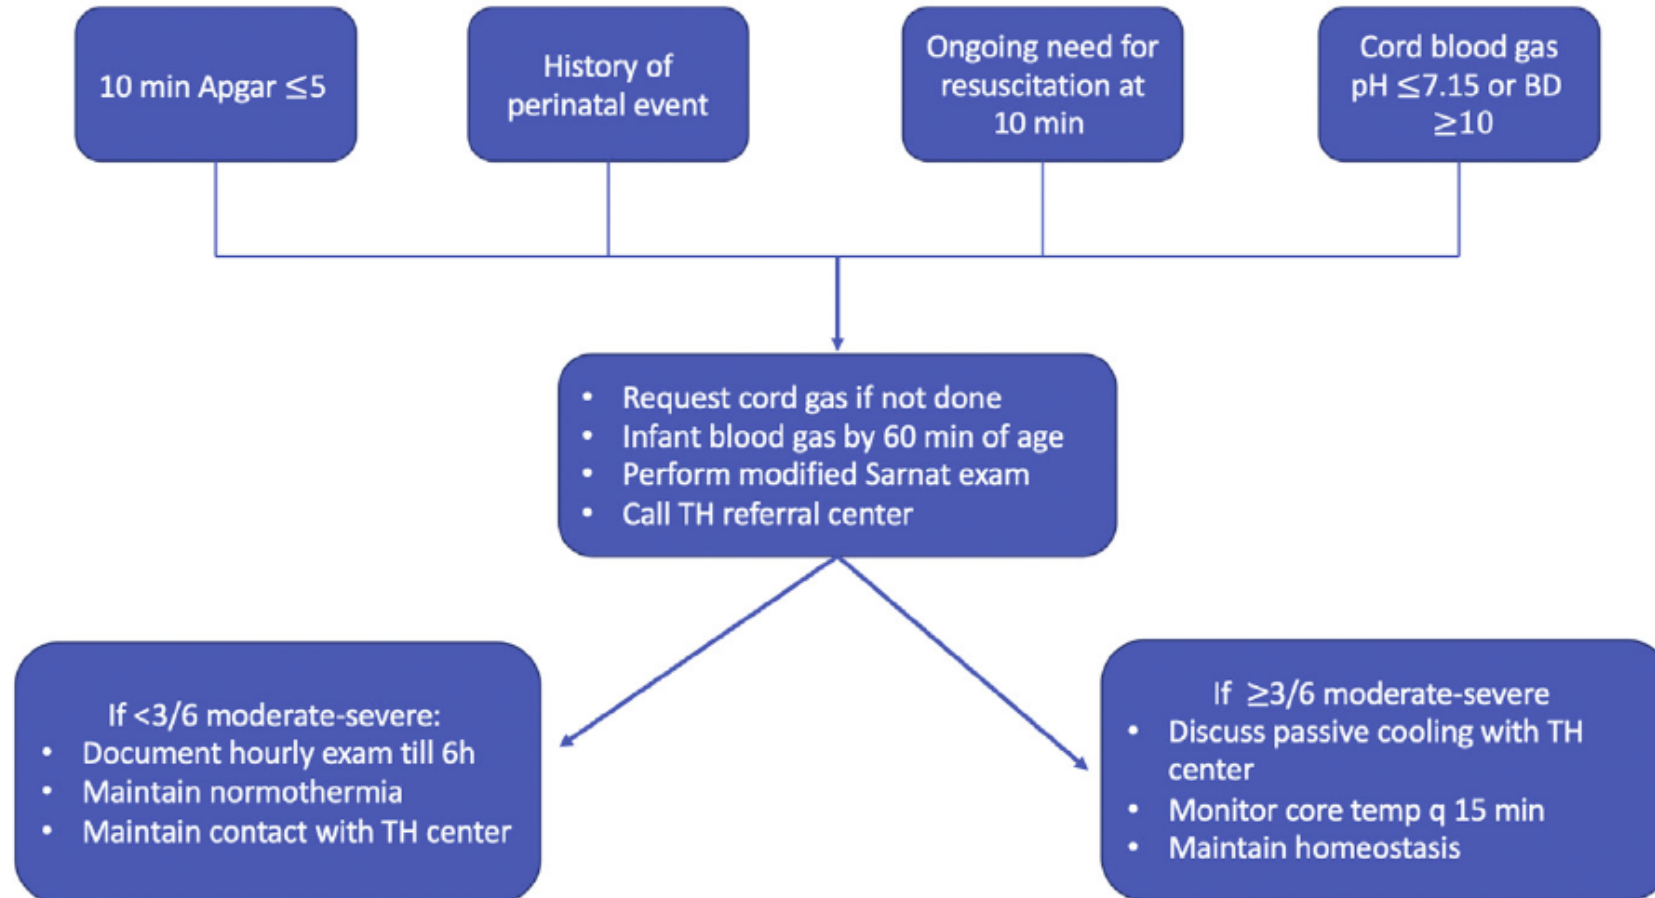 10 min Apgar ≤5
History of
perinatal event
Ongoing need for
resuscitation at
10 min
Cord blood gas
pH ≤7.15 or BD
≥10
• Request cord gas if not done
• Infant blood gas by 60 min of age
• Perform modified Sarnat exam
• Call TH referral center
If <3/6 moderate-severe:
• Document hourly exam till 6h
• Maintain normothermia
• Maintain contact with TH center
If ≥3/6 moderate-severe
• Discuss passive cooling with TH
center
• Monitor core temp q 15 min
• Maintain homeostasis